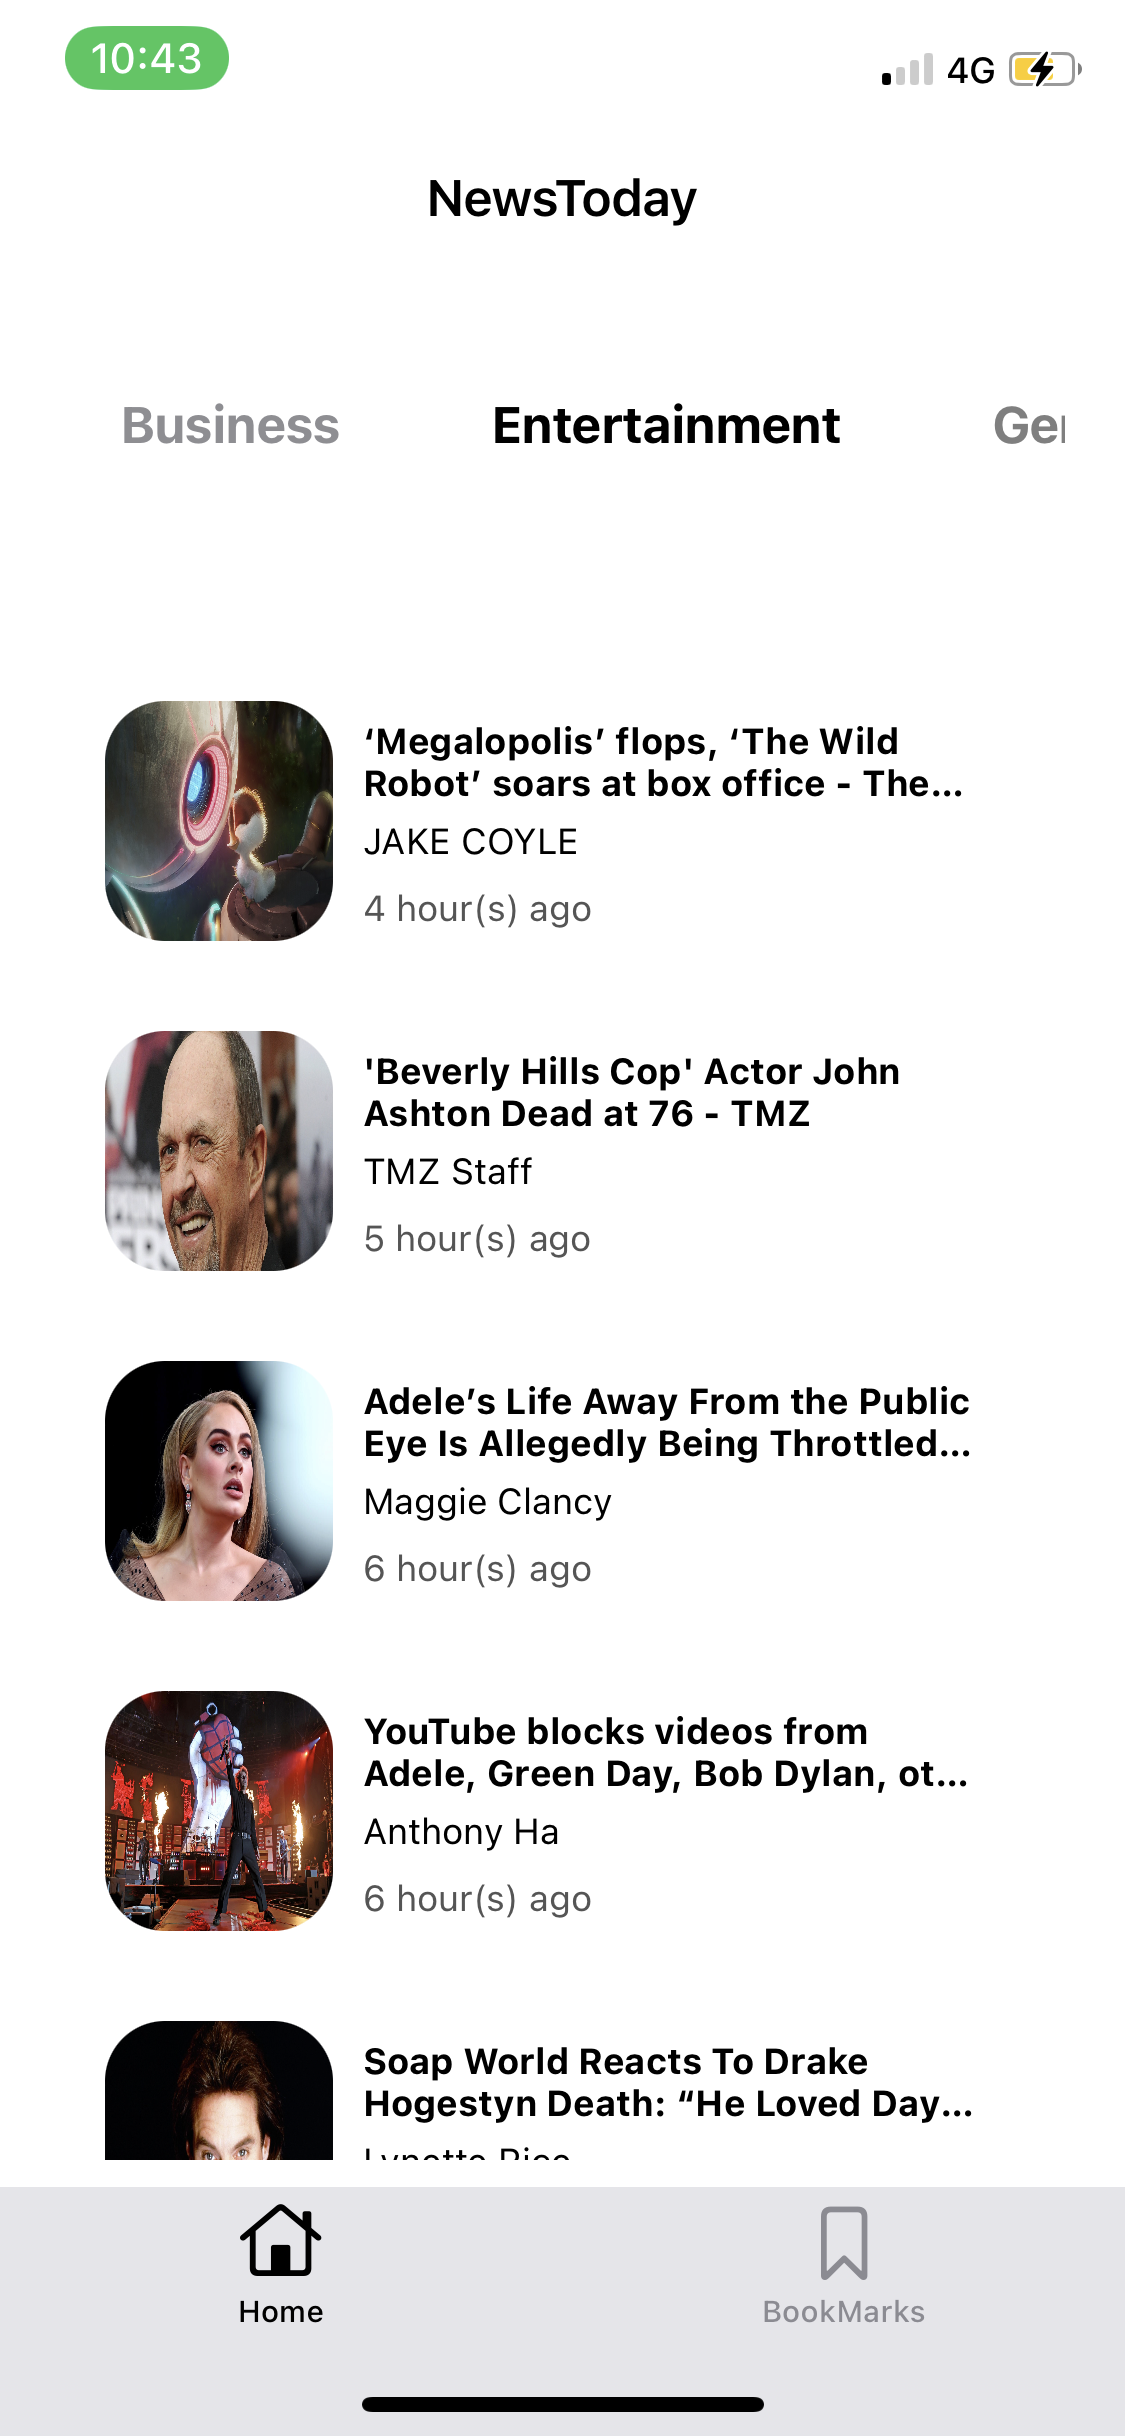 10:43
4G
NewsToday
Business
Entertainment
‘Megalopolis’ flops, ‘The Wild
Robot’ soars at box office - The...
JAKE COYLE
4 hour(s) ago
'Beverly Hills Cop' Actor John
Ashton Dead at 76 - TMZ
TMZ Staff
5 hour(s) ago
Adele’s Life Away From the Public
Eye Is Allegedly Being Throttled...
Maggie Clancy
6 hour(s) ago
YouTube blocks videos from
Adele, Green Day, Bob Dylan, ot...
Anthony Ha
6 hour(s) ago
Soap World Reacts To Drake
Hogestyn Death: “He Loved Day...
Home
BookMarks